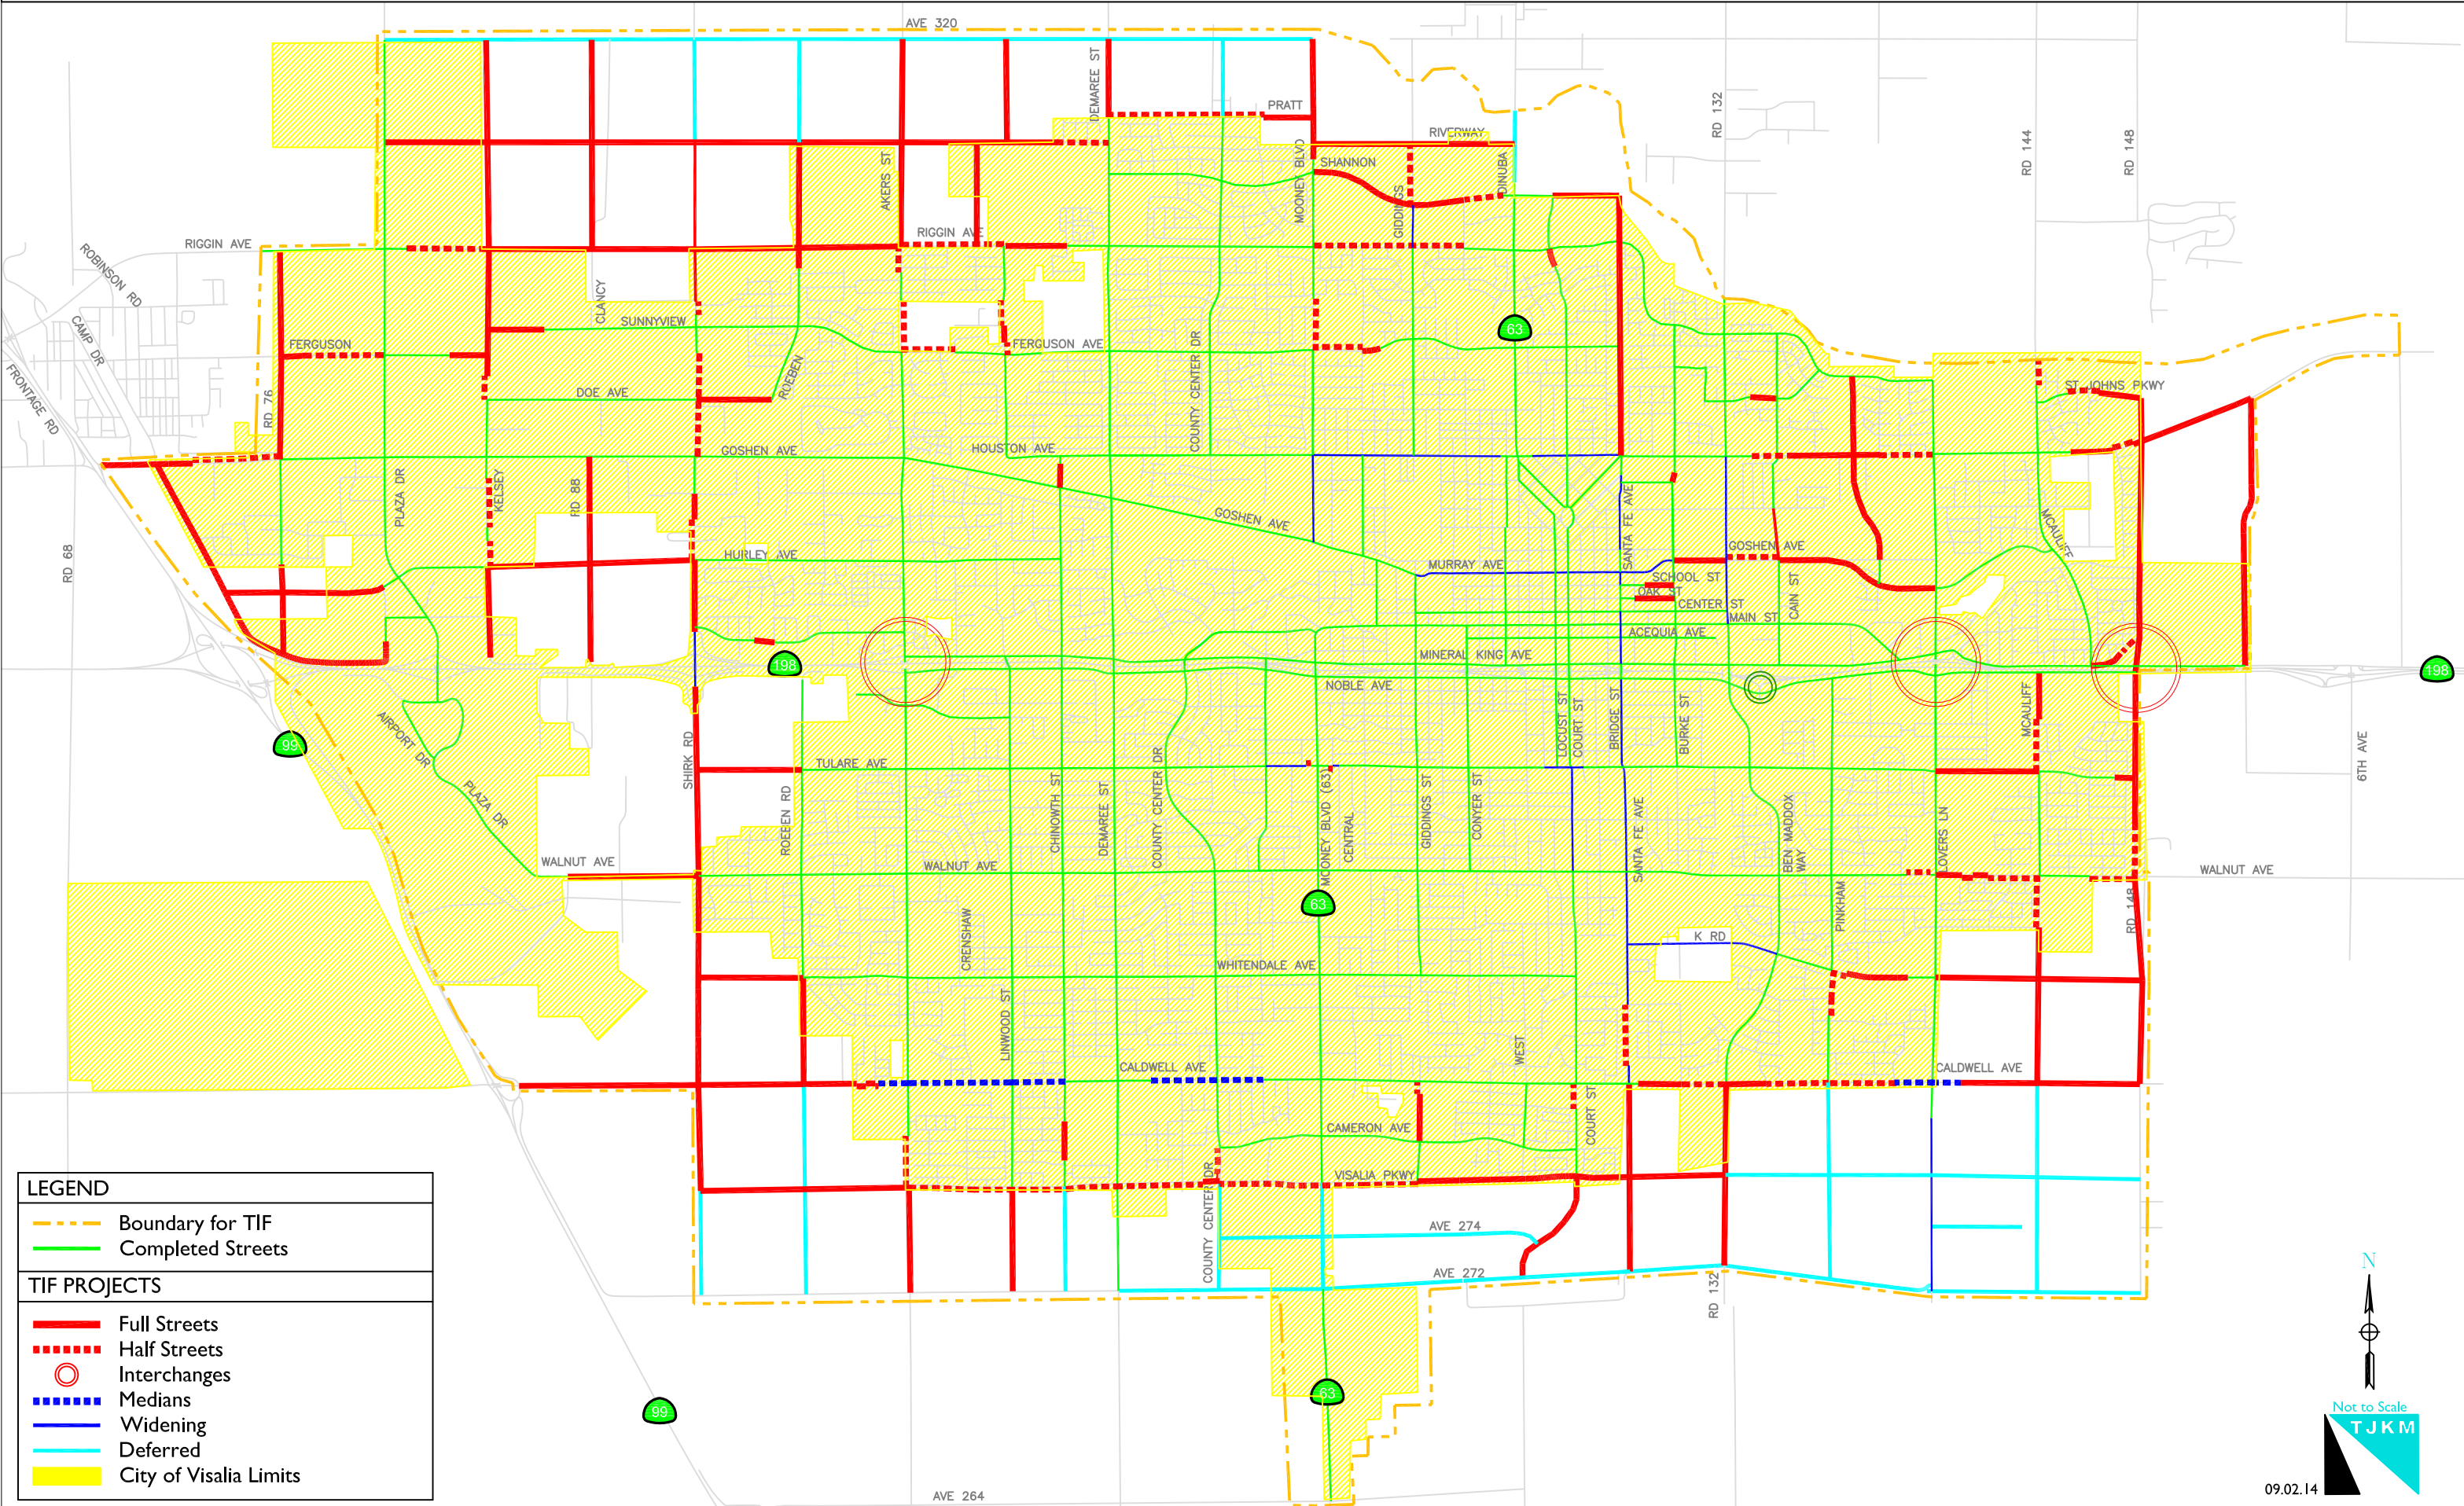 AVE 320
DEMAREE ST
PRATT
RD 132
RIVERWAY
RD 144
RD 148
SHANNON
MOONEY BLVD
DINUBA
AKERS ST
GIDDINGS
RIGGIN AVE
RIGGIN AVE
ROBINSON RD
CLANCY
SUNNYVIEW
63
CAMP DR
FERGUSON
FERGUSON AVE
COUNTY CENTER DR
FRONTAGE RD
RD 76
DOE AVE
ROEBEN
ST JOHNS PKWY
GOSHEN AVE
HOUSTON AVE
PLAZA DR
KELSEY
RD 88
GOSHEN AVE
SANTA FE AVE
MCAULIFF
RD 68
HURLEY AVE
GOSHEN AVE
MURRAY AVE
SCHOOL ST
OAK ST
CENTER ST
CAIN ST
MAIN ST
ACEQUIA AVE
MINERAL KING AVE
198
198
NOBLE AVE
LOCUST ST
COURT ST
BRIDGE ST
BURKE ST
MCAULIFF
99
AIRPORT DR
SHIRK RD
TULARE AVE
6TH AVE
PLAZA DR
ROEBEN RD
CHINOWTH ST
DEMAREE ST
COUNTY CENTER DR
MOONEY BLVD (63)
CENTRAL
GIDDINGS ST
CONYER ST
SANTA FE AVE
BEN MADDOX
WAY
LOVERS LN
WALNUT AVE
WALNUT AVE
WALNUT AVE
63
PINKHAM
RD 148
CRENSHAW
K RD
WHITENDALE AVE
LINWOOD ST
WEST
CALDWELL AVE
CALDWELL AVE
COURT ST
CAMERON AVE
VISALIA PKWY
COUNTY CENTER DR
AVE 274
AVE 272
RD 132
63
99
AVE 264
LEGEND
Boundary for TIF
Completed Streets
TIF PROJECTS
Full Streets
Half Streets
Interchanges
Medians
Widening
Deferred
City of Visalia Limits
N
Not to Scale
TJKM
09.02.14